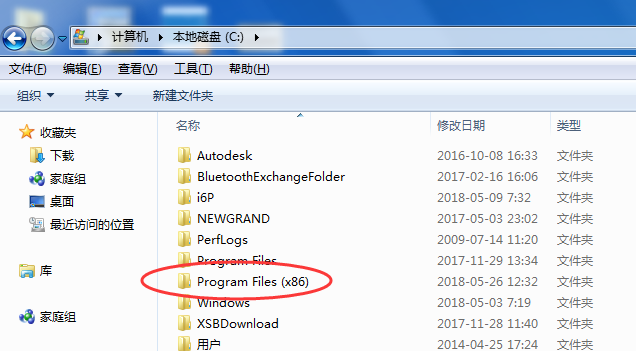 计算机 本地磁盘 (C:)
文件(F) 编辑(E) 查看(V) 工具(T) 帮助(H)
组织 共享 新建文件夹
收藏夹
下载
家庭组
桌面
最近访问的位置
库
家庭组
名称 修改日期 类型
Autodesk 2016-10-08 16:33 文件夹
BluetoothExchangeFolder 2017-02-16 16:06 文件夹
i6P 2018-05-09 7:32 文件夹
NEWGRAND 2017-05-03 23:02 文件夹
PerfLogs 2009-07-14 11:20 文件夹
Program Files 2017-11-29 13:34 文件夹
Program Files (x86) 2018-05-26 12:32 文件夹
Windows 2018-05-03 7:19 文件夹
XSBDownload 2017-11-28 11:40 文件夹
用户 2014-04-25 17:24 文件夹